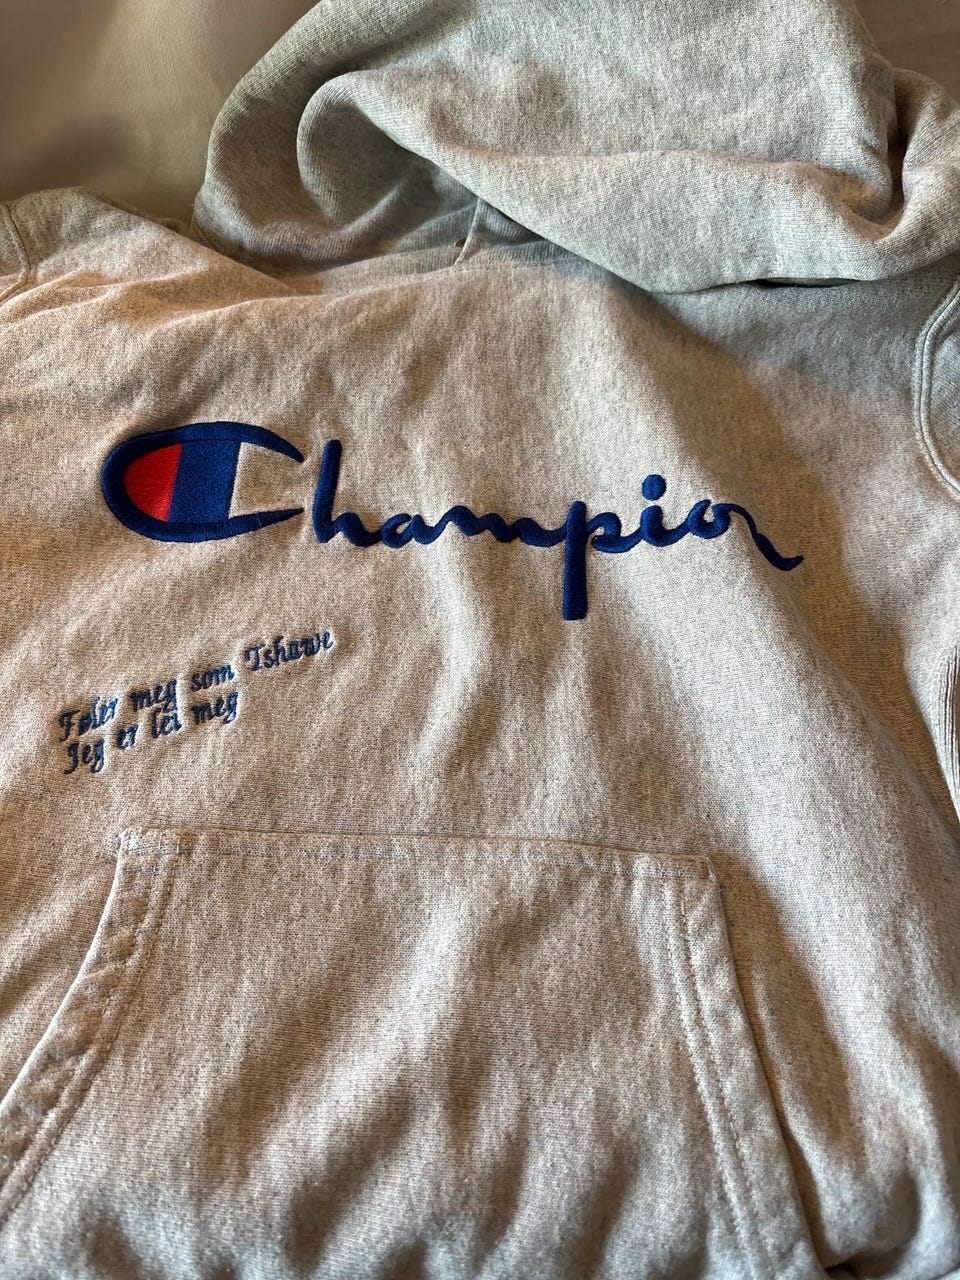 Champion
Føler meg som Tshawe
Jeg er lei meg